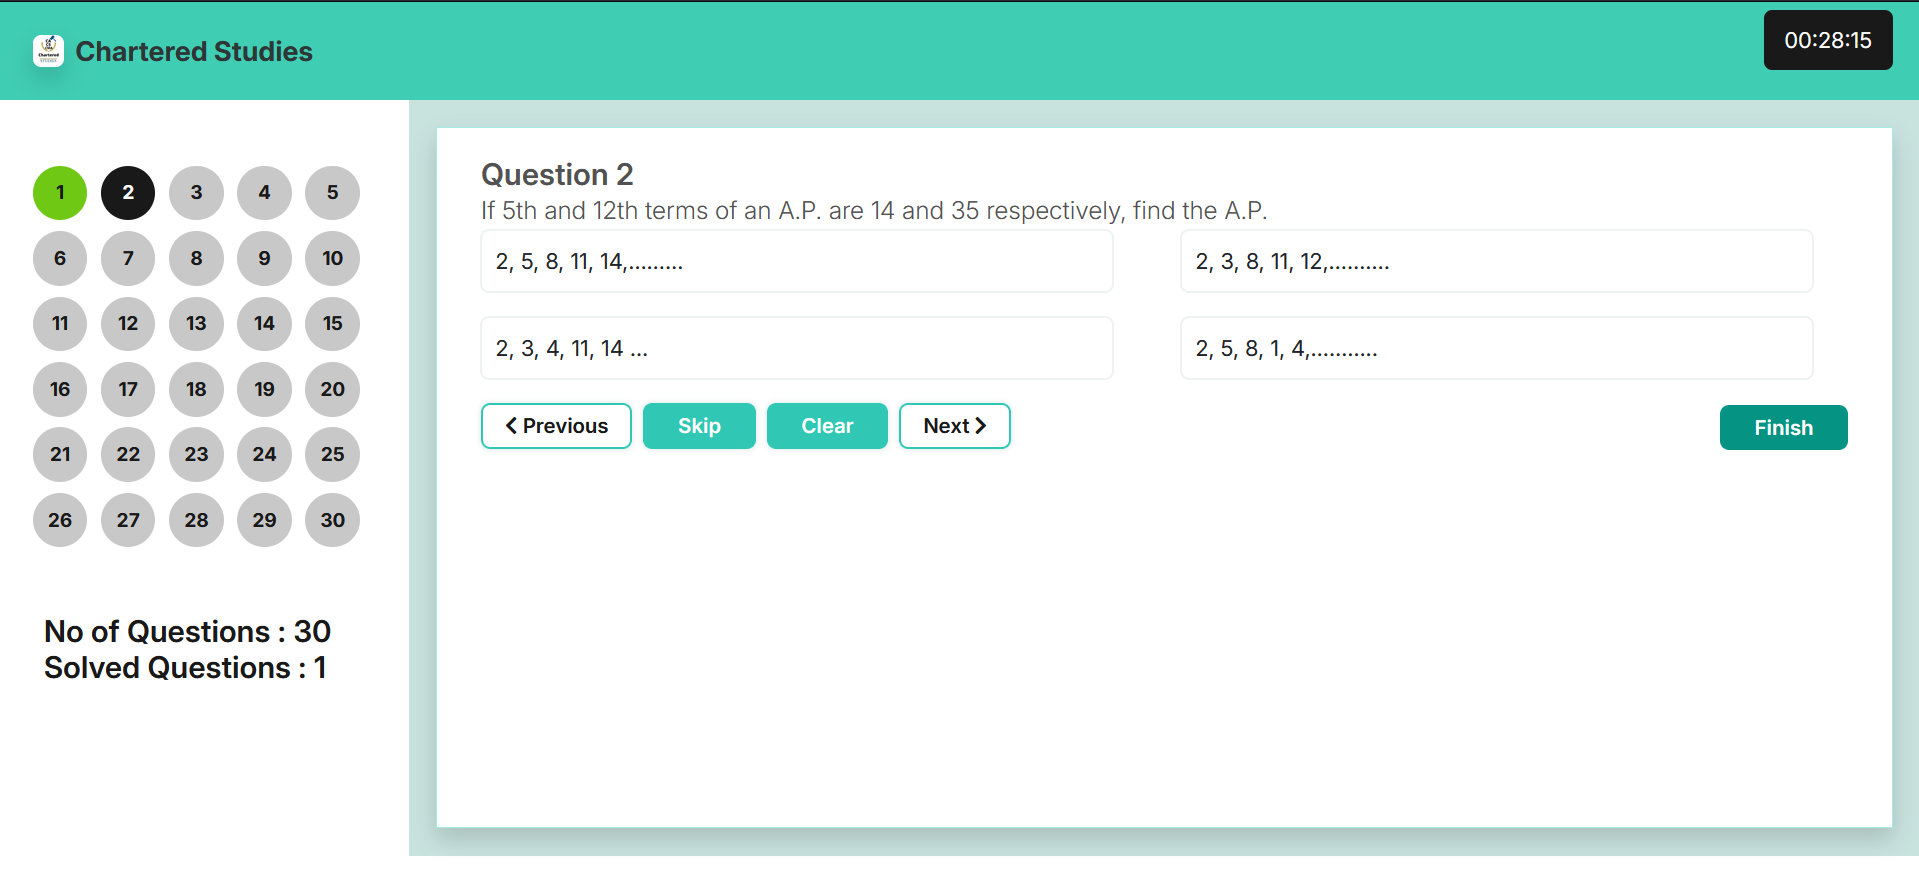 Chartered Studies
00:28:15
1 2 3 4 5
6 7 8 9 10
11 12 13 14 15
16 17 18 19 20
21 22 23 24 25
26 27 28 29 30
No of Questions : 30
Solved Questions : 1
Question 2
If 5th and 12th terms of an A.P. are 14 and 35 respectively, find the A.P.
2, 5, 8, 11, 14,.........
2, 3, 8, 11, 12,..........
2, 3, 4, 11, 14 ...
2, 5, 8, 1, 4,...........
Previous Skip Clear Next Finish